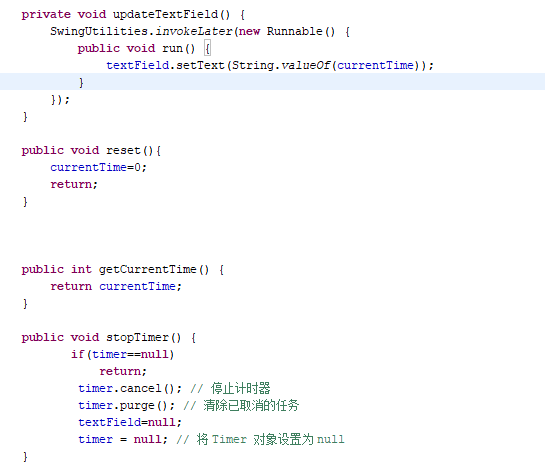 private void updateTextField() {
SwingUtilities.invokeLater(new Runnable() {
public void run() {
textField.setText(String.valueOf(currentTime));
}
});
}
public void reset(){
currentTime=0;
return;
}
public int getCurrentTime() {
return currentTime;
}
public void stopTimer() {
if(timer==null)
return;
timer.cancel(); // 停止计时器
timer.purge(); // 清除已取消的任务
textField=null;
timer = null; // 将 Timer 对象设置为 null
}